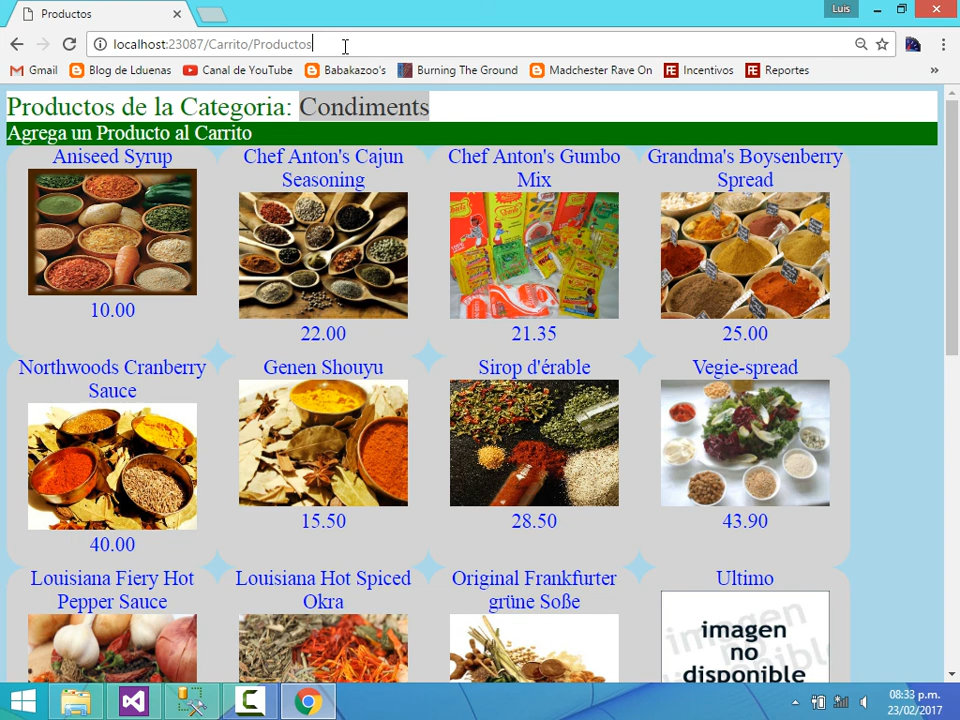 Productos
Luis
localhost:23087/Carrito/Productos
Gmail
Blog de Lduenas
Canal de YouTube
Babakazoo's
Burning The Ground
Madchester Rave On
FE
Incentivos
FE
Reportes
»
Productos de la Categoria: Condiments
Agrega un Producto al Carrito
Aniseed Syrup
10.00
Chef Anton's Cajun
Seasoning
22.00
Chef Anton's Gumbo
Mix
21.35
Grandma's Boysenberry
Spread
25.00
Northwoods Cranberry
Sauce
40.00
Genen Shouyu
15.50
Sirop d'érable
28.50
Vegie-spread
43.90
Louisiana Fiery Hot
Pepper Sauce
Louisiana Hot Spiced
Okra
Original Frankfurter
grüne Soße
Ultimo
imagen
no
disponible
08:33 p.m.
23/02/2017